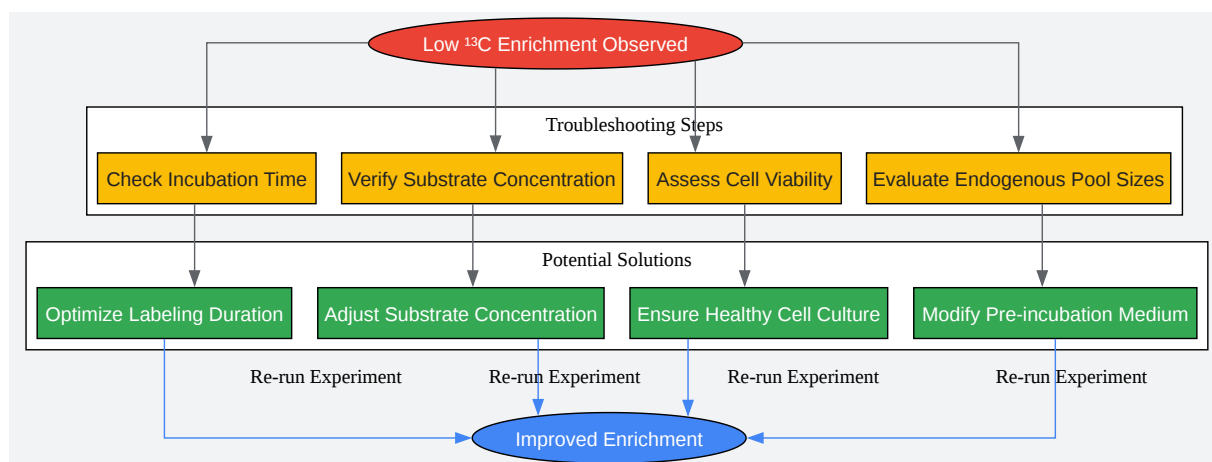 Low ¹³C Enrichment Observed
Troubleshooting Steps
Check Incubation Time
Verify Substrate Concentration
Assess Cell Viability
Evaluate Endogenous Pool Sizes
Potential Solutions
Optimize Labeling Duration
Adjust Substrate Concentration
Ensure Healthy Cell Culture
Modify Pre-incubation Medium
Re-run Experiment
Re-run Experiment
Re-run Experiment
Re-run Experiment
Improved Enrichment